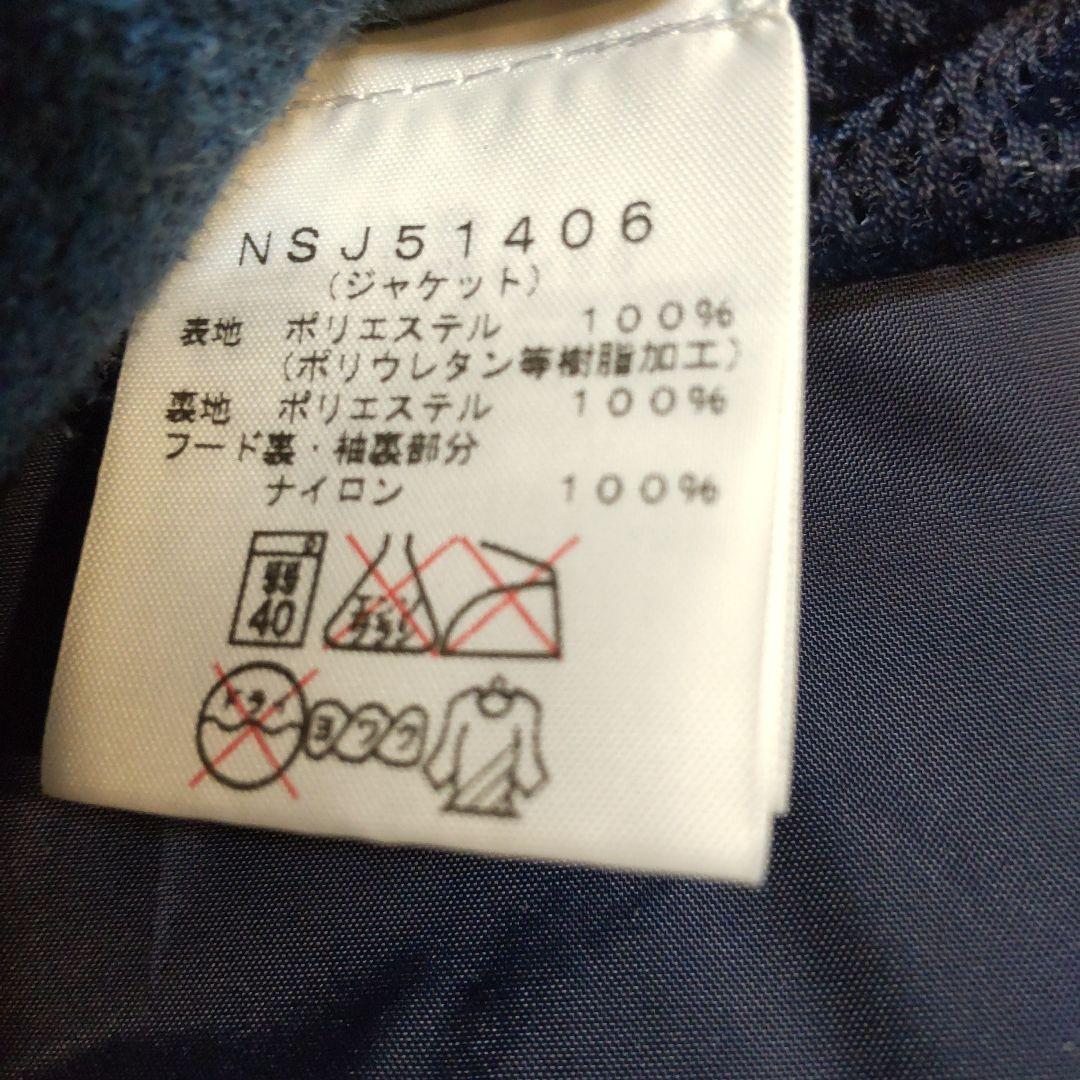 NSJ51406
(ジャケット)
表地 ポリエステル 100%
(ポリウレタン等樹脂加工)
裏地 ポリエステル 100%
フード裏・袖裏部分
ナイロン 100%
弱
40
エンソ
サラシ
ドライ
ヨワク